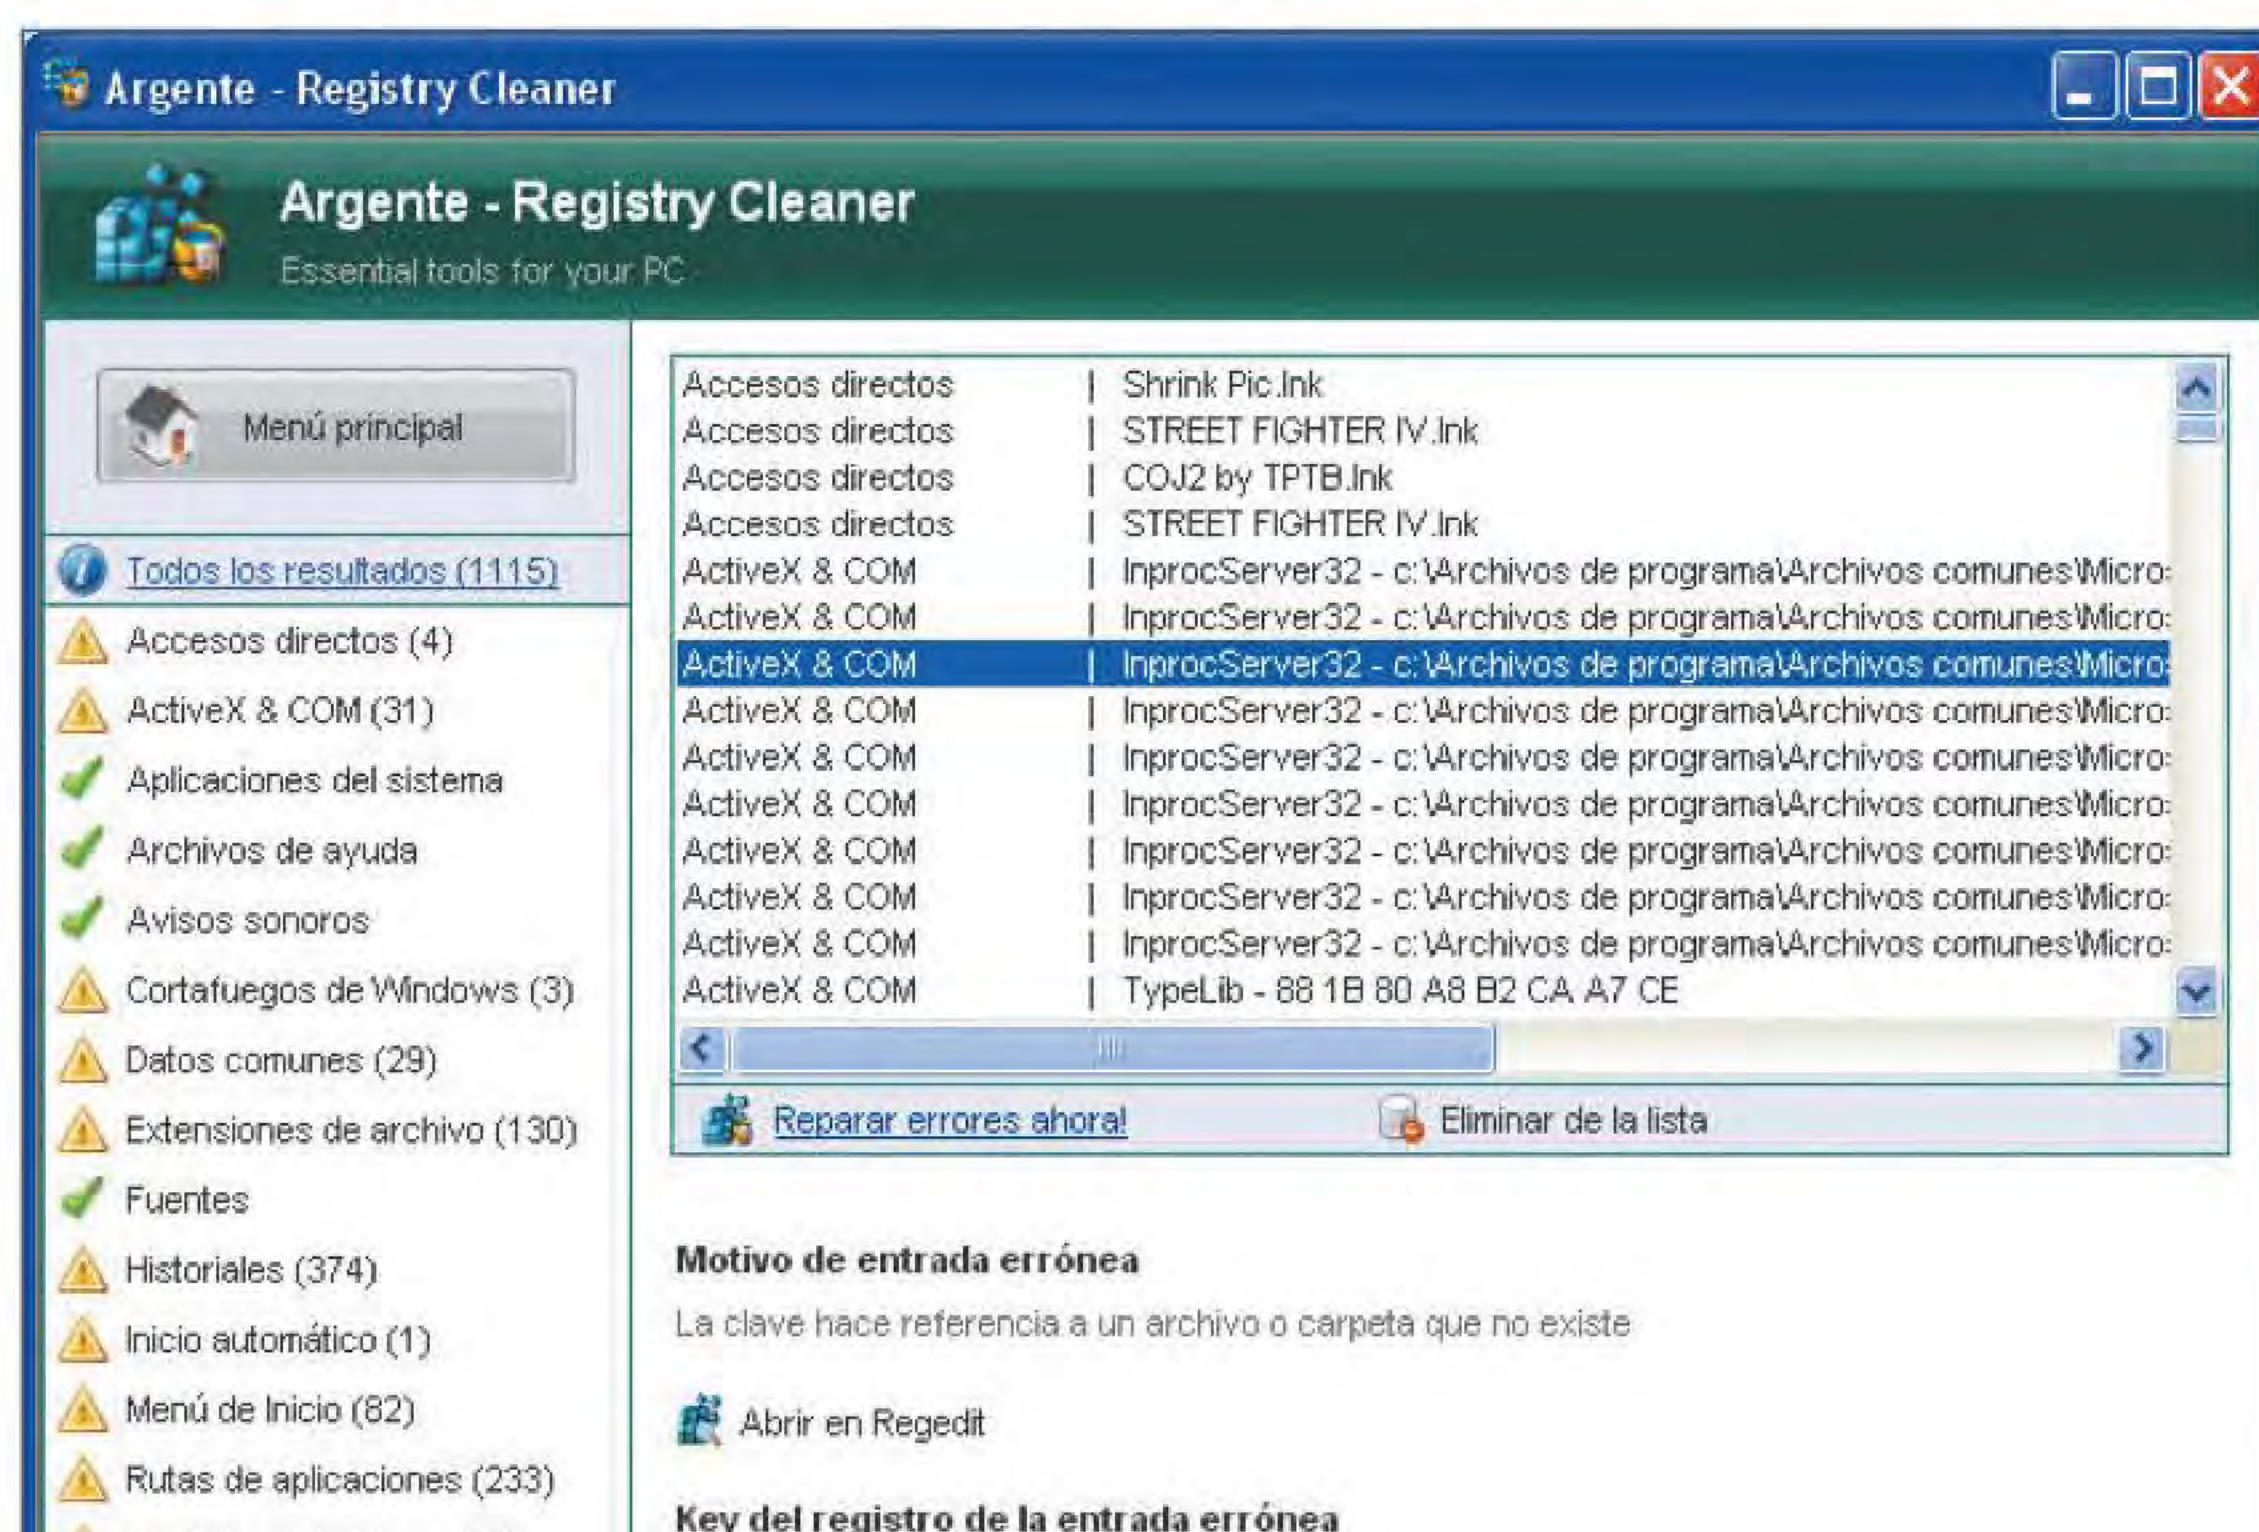 Argente - Registry Cleaner
Argente - Registry Cleaner
Essential tools for your PC
Menú principal
Todos los resultados (1115)
Accesos directos (4)
ActiveX & COM (31)
Aplicaciones del sistema
Archivos de ayuda
Avisos sonoros
Cortafuegos de Windows (3)
Datos comunes (29)
Extensiones de archivo (130)
Fuentes
Historiales (374)
Inicio automático (1)
Menú de Inicio (82)
Rutas de aplicaciones (233)
Accesos directos | Shrink Pic.lnk
Accesos directos | STREET FIGHTER IV.lnk
Accesos directos | COJ2 by TPTB.lnk
Accesos directos | STREET FIGHTER IV.lnk
ActiveX & COM | InprocServer32 - c:\Archivos de programa\Archivos comunes\Micro
ActiveX & COM | InprocServer32 - c:\Archivos de programa\Archivos comunes\Micro
ActiveX & COM | InprocServer32 - c:\Archivos de programa\Archivos comunes\Micro
ActiveX & COM | InprocServer32 - c:\Archivos de programa\Archivos comunes\Micro
ActiveX & COM | InprocServer32 - c:\Archivos de programa\Archivos comunes\Micro
ActiveX & COM | InprocServer32 - c:\Archivos de programa\Archivos comunes\Micro
ActiveX & COM | InprocServer32 - c:\Archivos de programa\Archivos comunes\Micro
ActiveX & COM | InprocServer32 - c:\Archivos de programa\Archivos comunes\Micro
ActiveX & COM | InprocServer32 - c:\Archivos de programa\Archivos comunes\Micro
ActiveX & COM | TypeLib - 88 1B 80 A8 B2 CA A7 CE
Reparar errores ahora!
Eliminar de la lista
Motivo de entrada errónea
La clave hace referencia a un archivo o carpeta que no existe
Abrir en Regedit
Key del registro de la entrada errónea